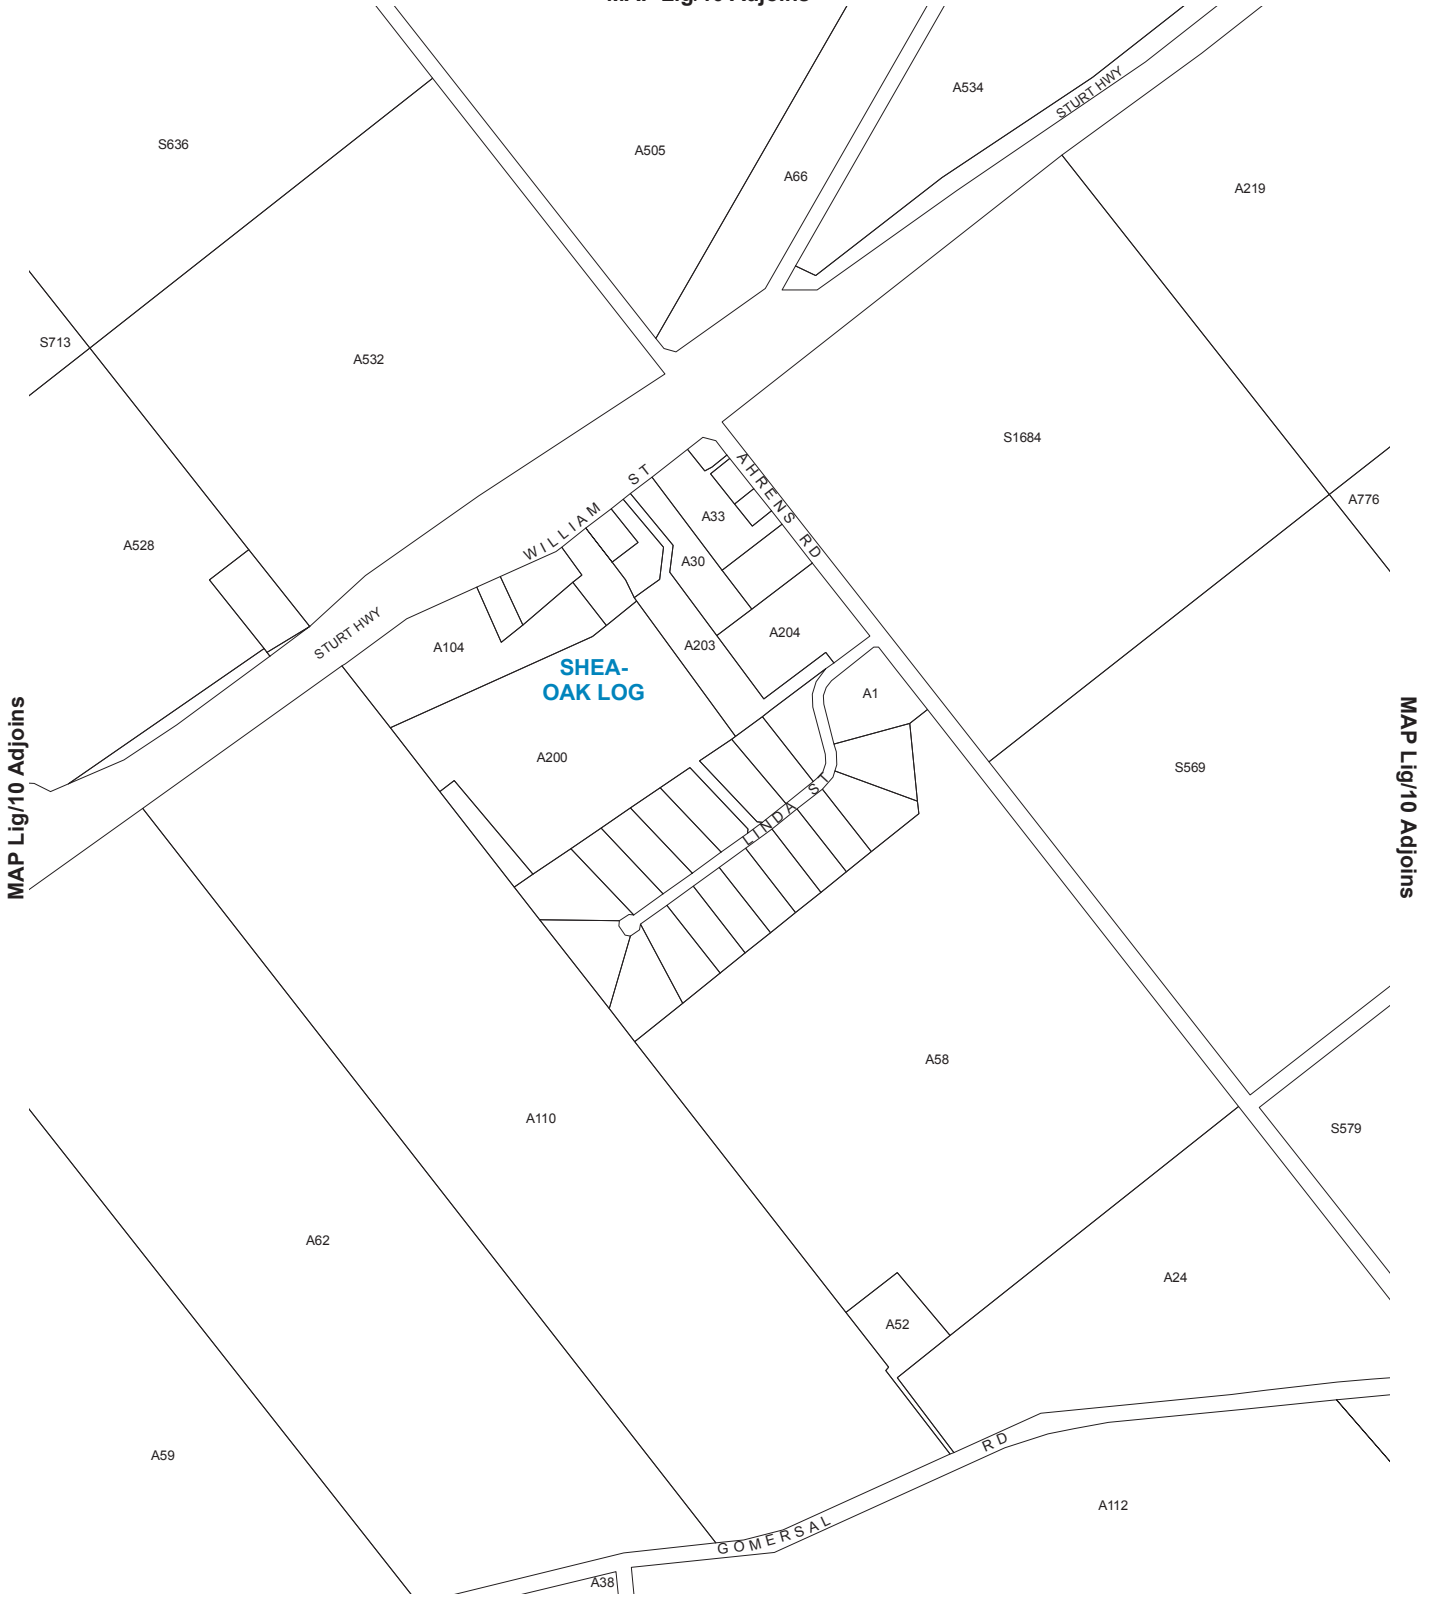 MAP Lig/10 Adjoins
A534
STURT HWY
S636
A505
A66
A219
S713
A532
S1684
WILLIAM ST
AHRENS RD
A776
A33
A528
A30
STURT HWY
A104
A203
A204
SHEA-
OAK LOG
A1
MAP Lig/10 Adjoins
MAP Lig/10 Adjoins
A200
S569
LINDA ST
A58
A110
S579
A62
A24
A52
A59
GOMERSAL RD
A112
A38